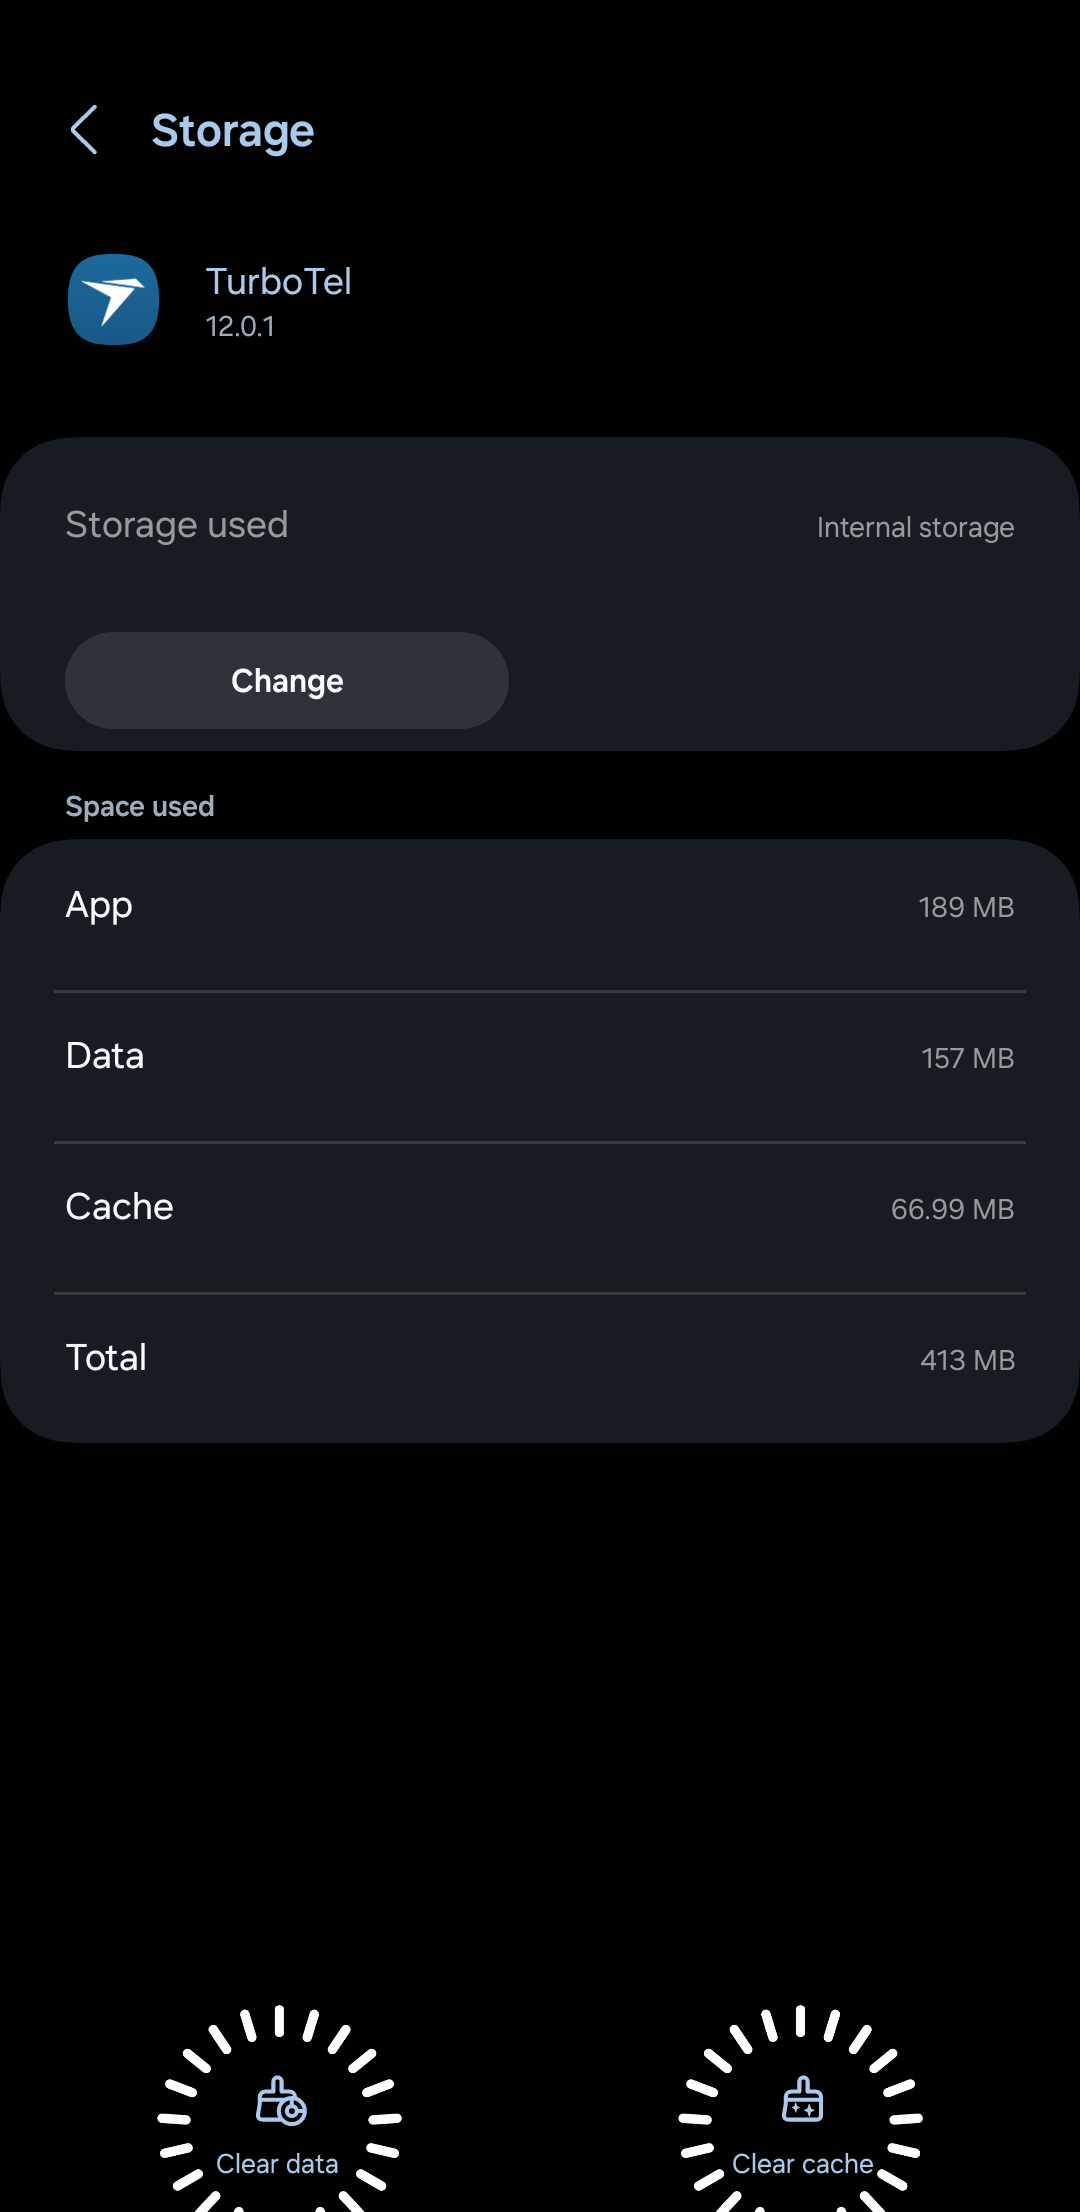 Storage
TurboTel
12.0.1
Storage used
Internal storage
Change
Space used
App
189 MB
Data
157 MB
Cache
66.99 MB
Total
413 MB
Clear data
Clear cache